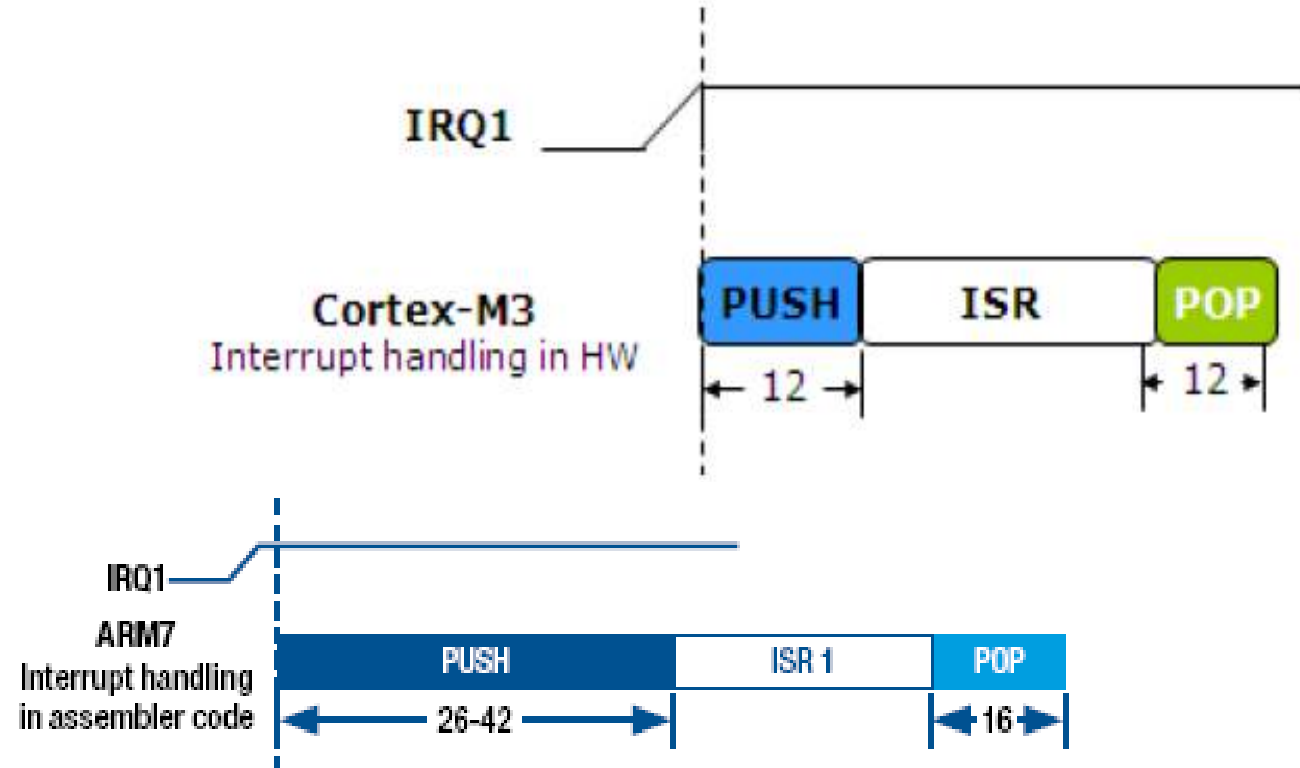 IRQ1
PUSH
ISR
POP
Cortex-M3
Interrupt handling in HW
12
12
IRQ1
ARM7
Interrupt handling
in assembler code
PUSH
ISR 1
POP
26-42
16